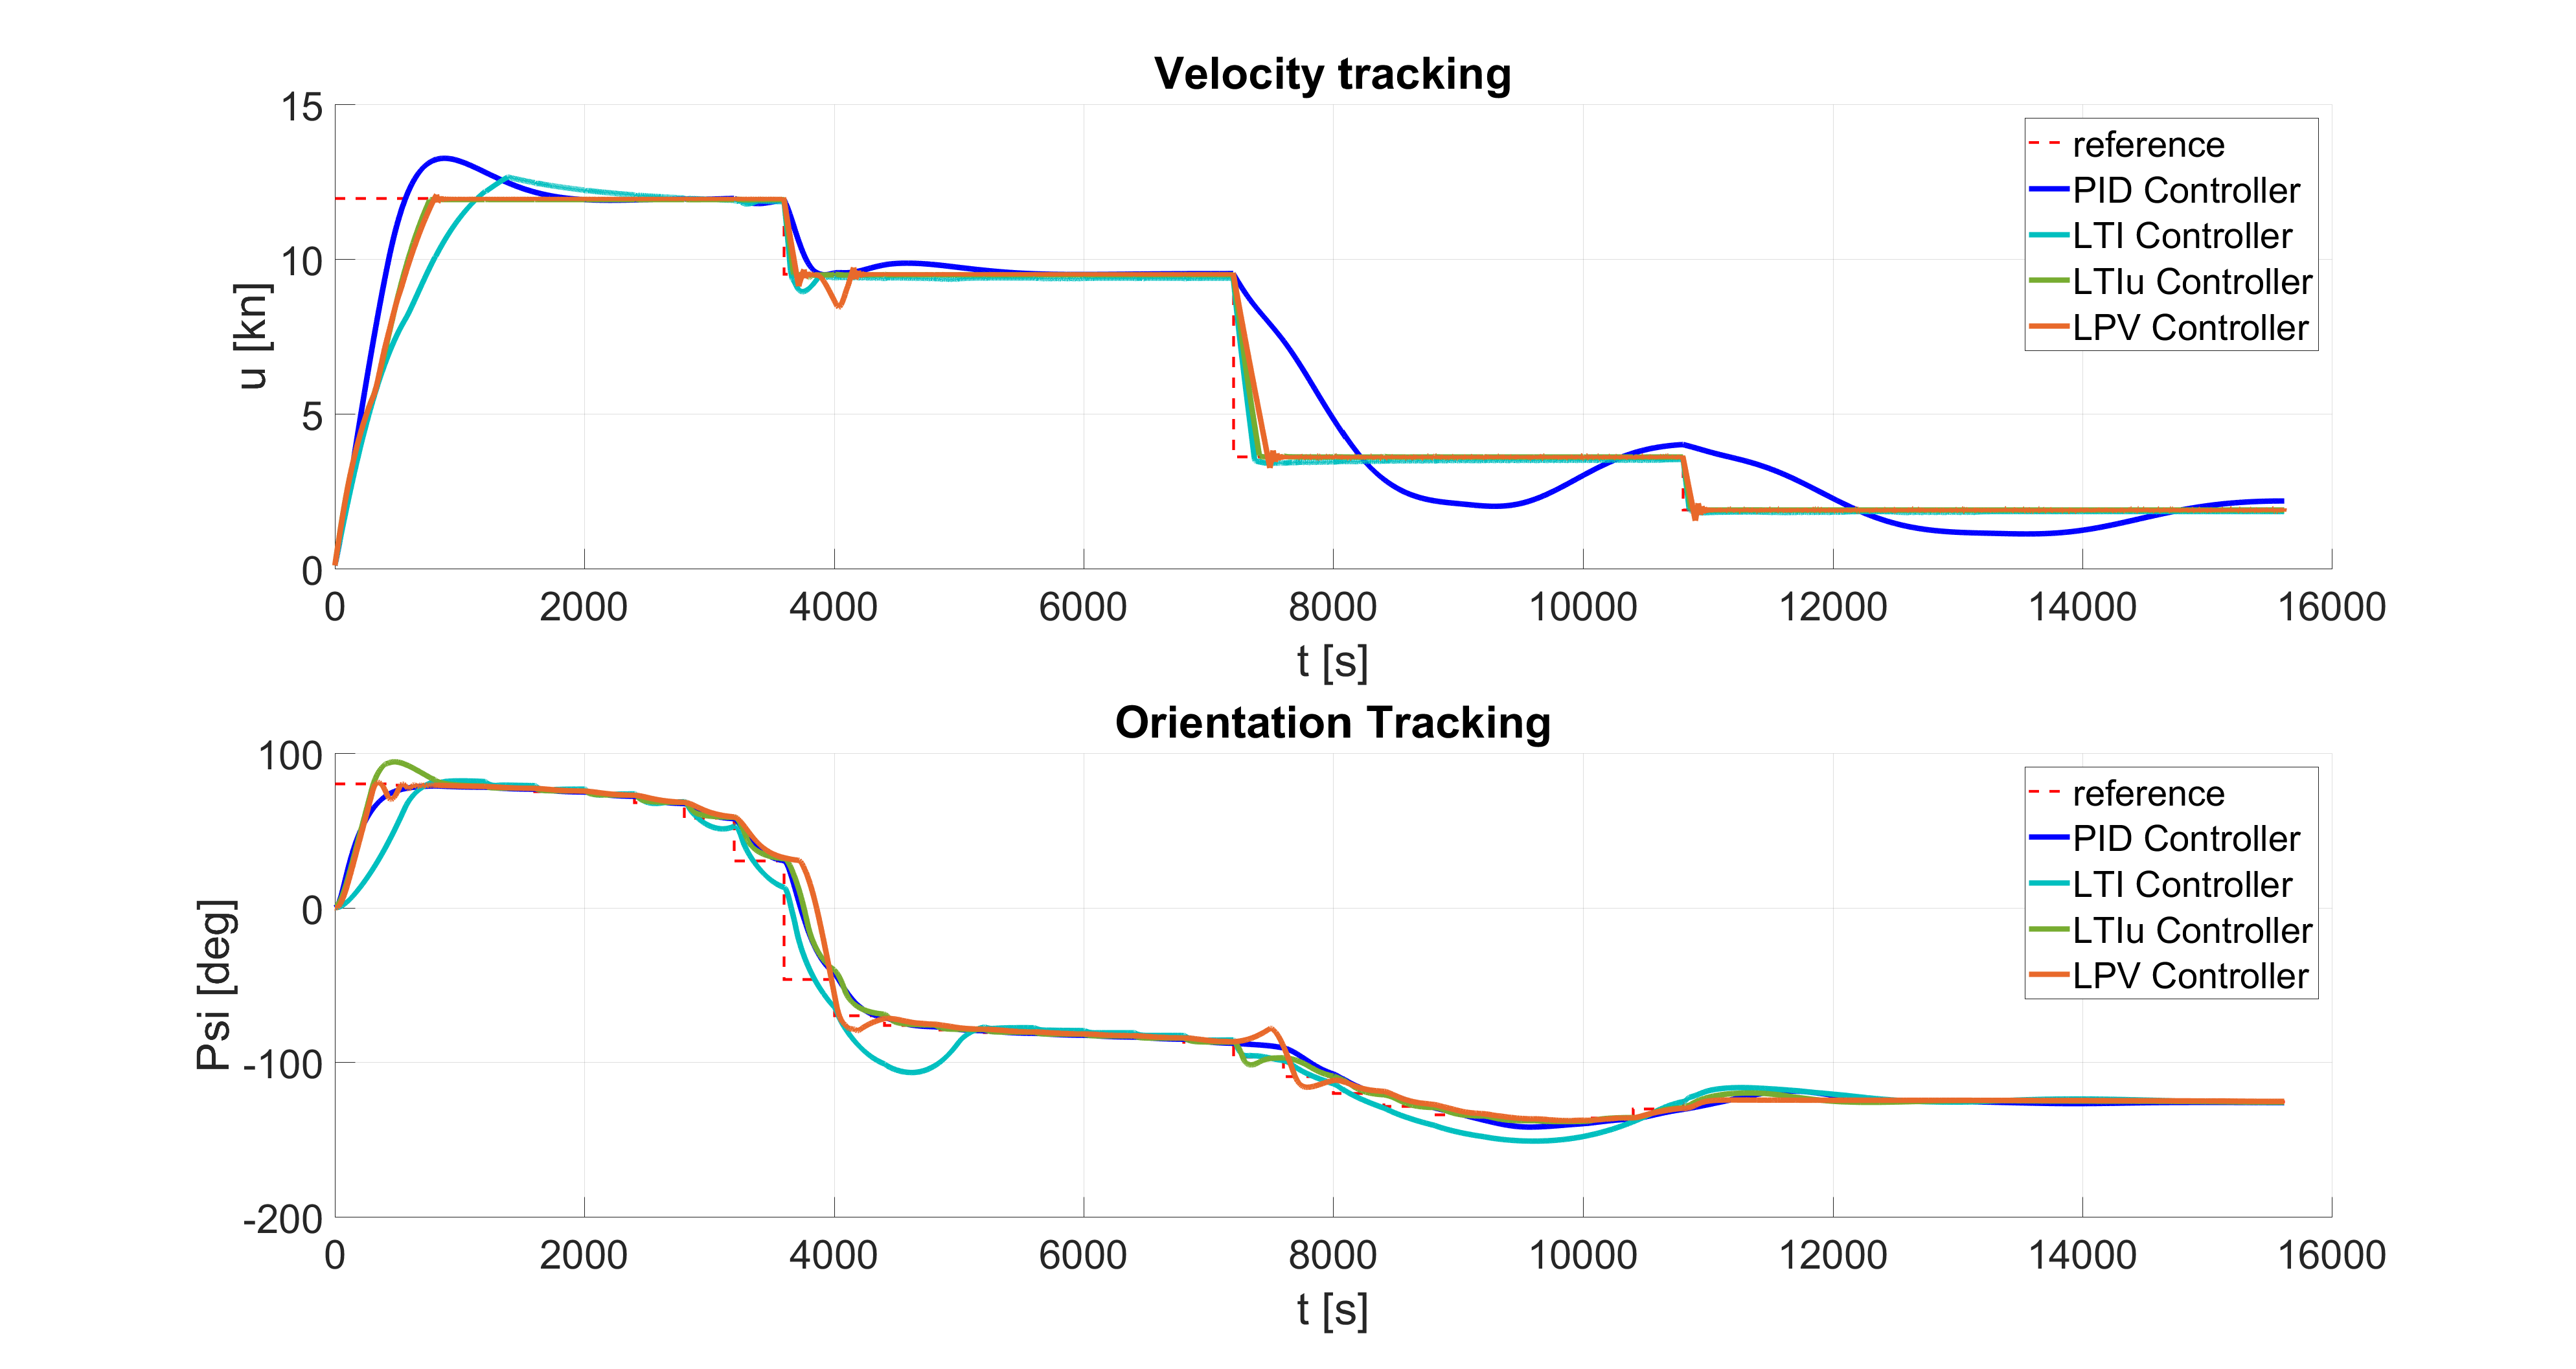 Velocity tracking
15
10
5
0
u [kn]
0 2000 4000 6000 8000 10000 12000 14000 16000
t [s]
reference
PID Controller
LTI Controller
LTIu Controller
LPV Controller
Orientation Tracking
100
0
-100
-200
Psi [deg]
0 2000 4000 6000 8000 10000 12000 14000 16000
t [s]
reference
PID Controller
LTI Controller
LTIu Controller
LPV Controller